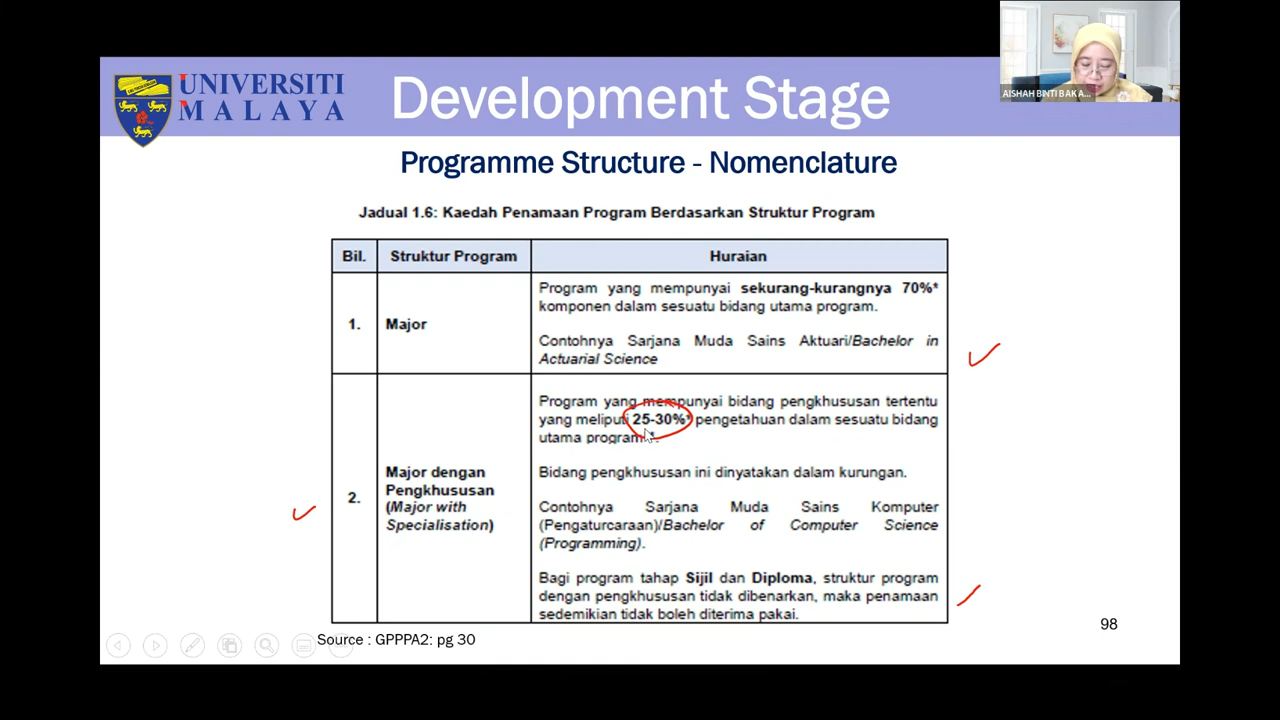 UNIVERSITI
MALAYA
Development Stage
AISHAH BINTI BAKA...
Programme Structure - Nomenclature
Jadual 1.6: Kaedah Penamaan Program Berdasarkan Struktur Program
Bil. Struktur Program Huraian
1. Major
Program yang mempunyai sekurang-kurangnya 70%*
komponen dalam sesuatu bidang utama program.
Contohnya Sarjana Muda Sains Aktuari/Bachelor in
Actuarial Science
2. Major dengan
Pengkhususan
(Major with
Specialisation)
Program yang mempunyai bidang pengkhususan tertentu
yang meliputi 25-30%* pengetahuan dalam sesuatu bidang
utama program*.
Bidang pengkhususan ini dinyatakan dalam kurungan.
Contohnya Sarjana Muda Sains Komputer
(Pengaturcaraan)/Bachelor of Computer Science
(Programming).
Bagi program tahap Sijil dan Diploma, struktur program
dengan pengkhususan tidak dibenarkan, maka penamaan
sedemikian tidak boleh diterima pakai.
Source : GPPPA2: pg 30
98